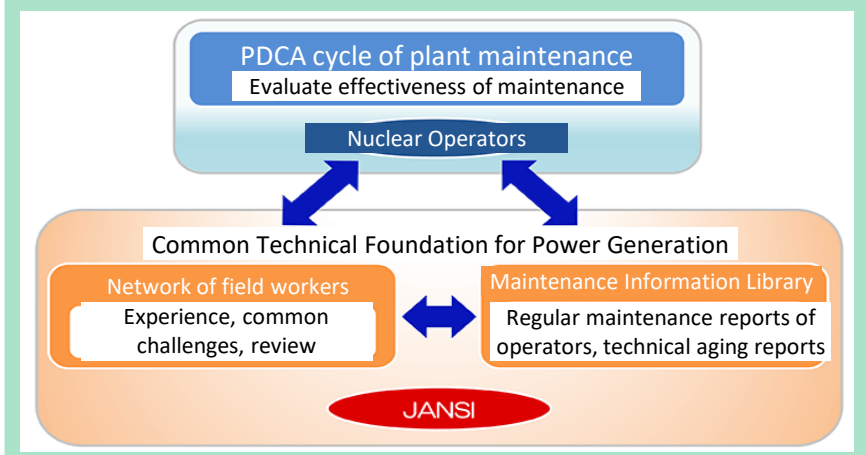 PDCA cycle of plant maintenance
Evaluate effectiveness of maintenance
Nuclear Operators
Common Technical Foundation for Power Generation
Network of field workers
Experience, common
challenges, review
Maintenance Information Library
Regular maintenance reports of
operators, technical aging reports
JANSI